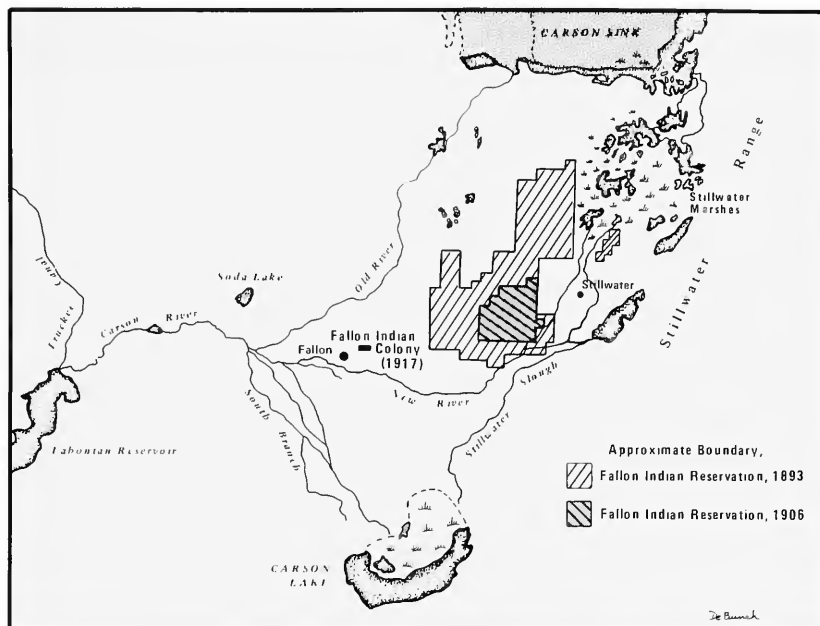 CARSON SINK
Stillwater
Marshes
Stillwater Range
Truckee Canal
Soda Lake
Old River
Carson River
Fallon Indian
Colony
(1917)
Fallon
Stillwater
New River
Stillwater Slough
South Branch
Lahontan Reservoir
CARSON
LAKE
Approximate Boundary,
Fallon Indian Reservation, 1893
Fallon Indian Reservation, 1906